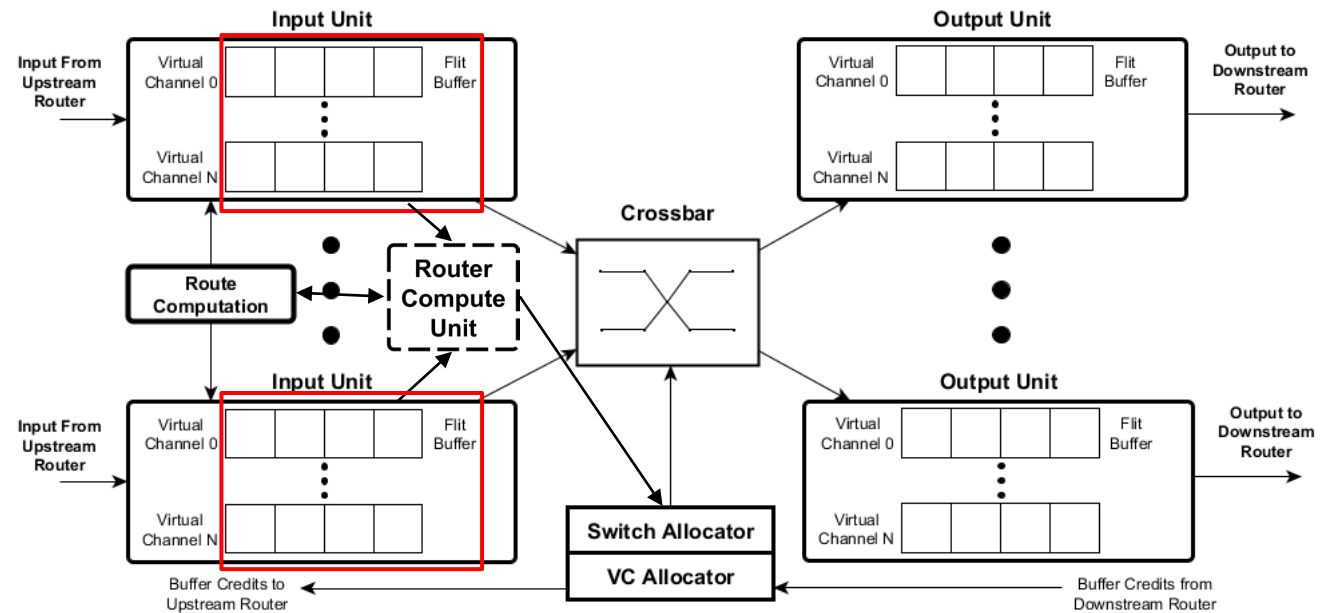 Input Unit
Output Unit
Input From
Upstream
Router
Virtual
Channel 0
Flit
Buffer
Virtual
Channel N
Virtual
Channel 0
Flit
Buffer
Virtual
Channel N
Output to
Downstream
Router
Crossbar
Route
Computation
Router
Compute
Unit
Input Unit
Output Unit
Input From
Upstream
Router
Virtual
Channel 0
Flit
Buffer
Virtual
Channel N
Virtual
Channel 0
Flit
Buffer
Virtual
Channel N
Output to
Downstream
Router
Switch Allocator
VC Allocator
Buffer Credits to
Upstream Router
Buffer Credits from
Downstream Router